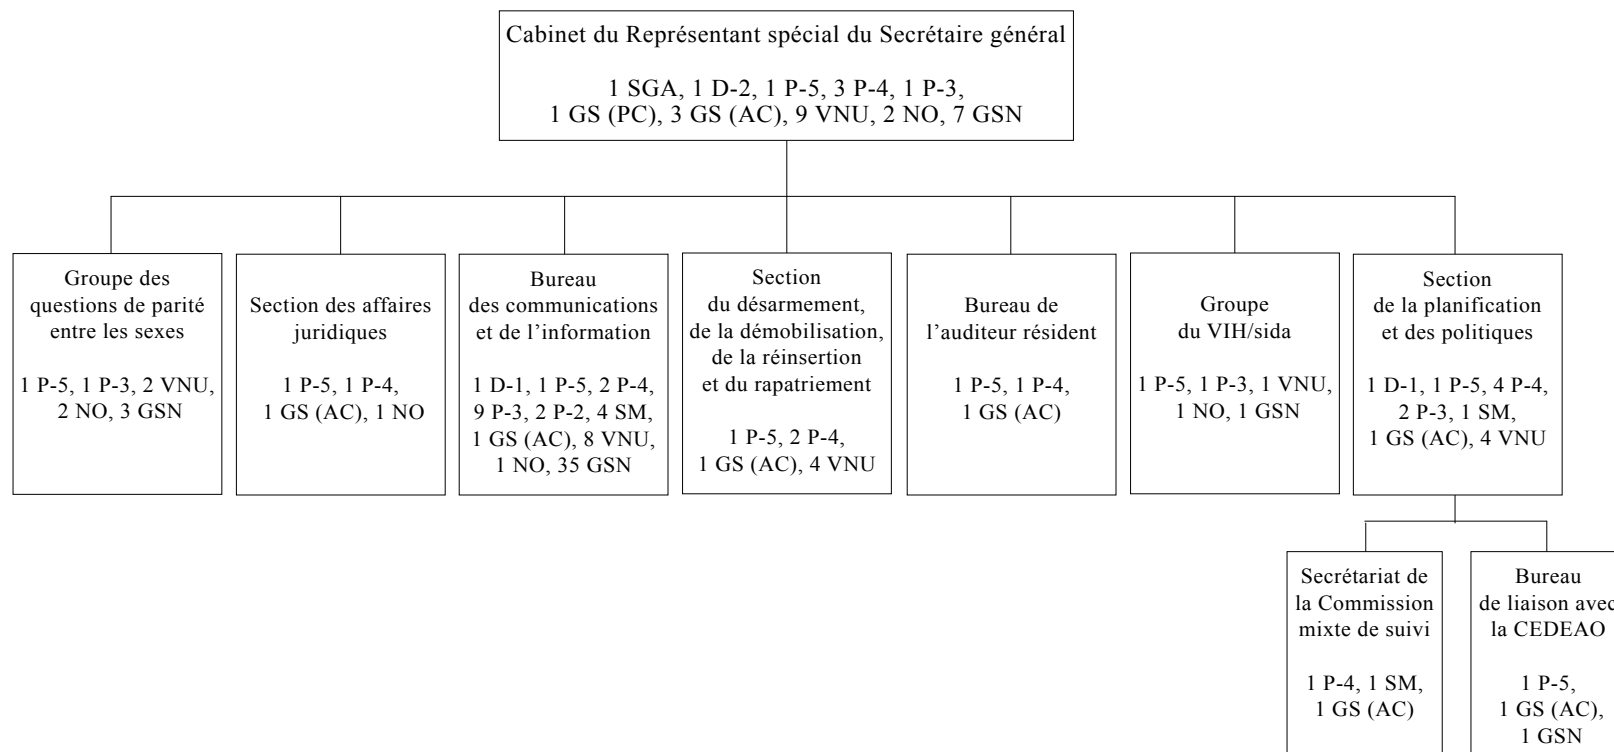 Cabinet du Représentant spécial du Secrétaire général
1 SGA, 1 D-2, 1 P-5, 3 P-4, 1 P-3,
1 GS (PC), 3 GS (AC), 9 VNU, 2 NO, 7 GSN
Groupe des
questions de parité
entre les sexes
1 P-5, 1 P-3, 2 VNU,
2 NO, 3 GSN
Section des affaires
juridiques
1 P-5, 1 P-4,
1 GS (AC), 1 NO
Bureau
des communications
et de l’information
1 D-1, 1 P-5, 2 P-4,
9 P-3, 2 P-2, 4 SM,
1 GS (AC), 8 VNU,
1 NO, 35 GSN
Section
du désarmement,
de la démobilisation,
de la réinsertion
et du rapatriement
1 P-5, 2 P-4,
1 GS (AC), 4 VNU
Bureau de
l’auditeur résident
1 P-5, 1 P-4,
1 GS (AC)
Groupe
du VIH/sida
1 P-5, 1 P-3, 1 VNU,
1 NO, 1 GSN
Section
de la planification
et des politiques
1 D-1, 1 P-5, 4 P-4,
2 P-3, 1 SM,
1 GS (AC), 4 VNU
Secrétariat de
la Commission
mixte de suivi
1 P-4, 1 SM,
1 GS (AC)
Bureau
de liaison avec
la CEDEAO
1 P-5,
1 GS (AC),
1 GSN